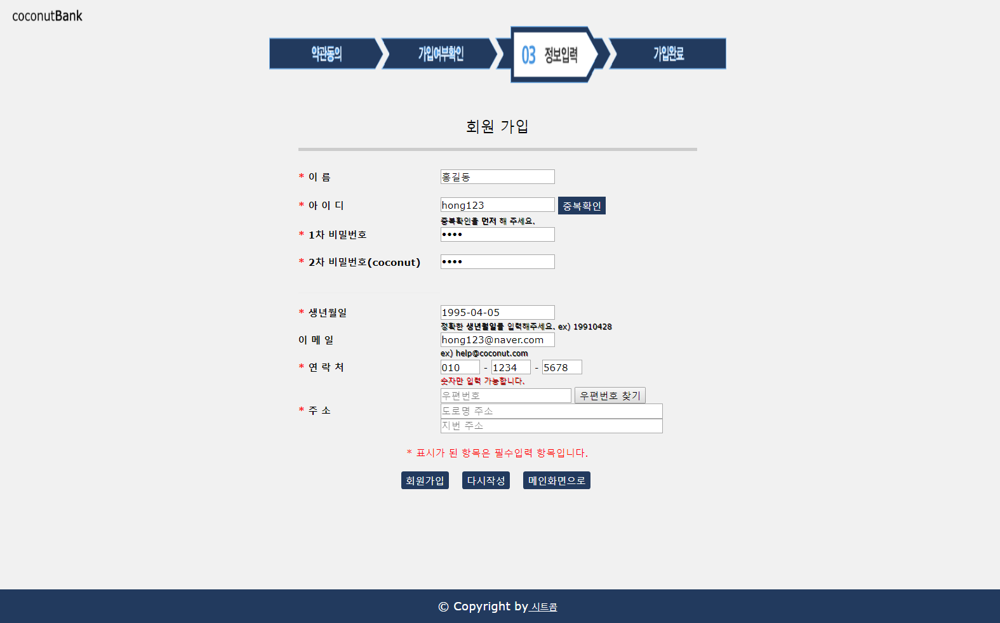 coconutBank
약관동의 가입여부확인 03 정보입력 가입완료
회원 가입
* 이 름 홍길동
* 아 이 디 hong123 중복확인
중복확인을 먼저 해 주세요.
* 1차 비밀번호 ••••
* 2차 비밀번호(coconut) ••••
* 생년월일 1995-04-05
정확한 생년월일를 입력해주세요. ex) 19910428
이 메 일 hong123@naver.com
ex) help@coconut.com
* 연 락 처 010 - 1234 - 5678
숫자만 입력 가능합니다.
우편번호 우편번호 찾기
* 주 소 도로명 주소
지번 주소
* 표시가 된 항목은 필수입력 항목입니다.
회원가입 다시작성 메인화면으로
© Copyright by 시트콤